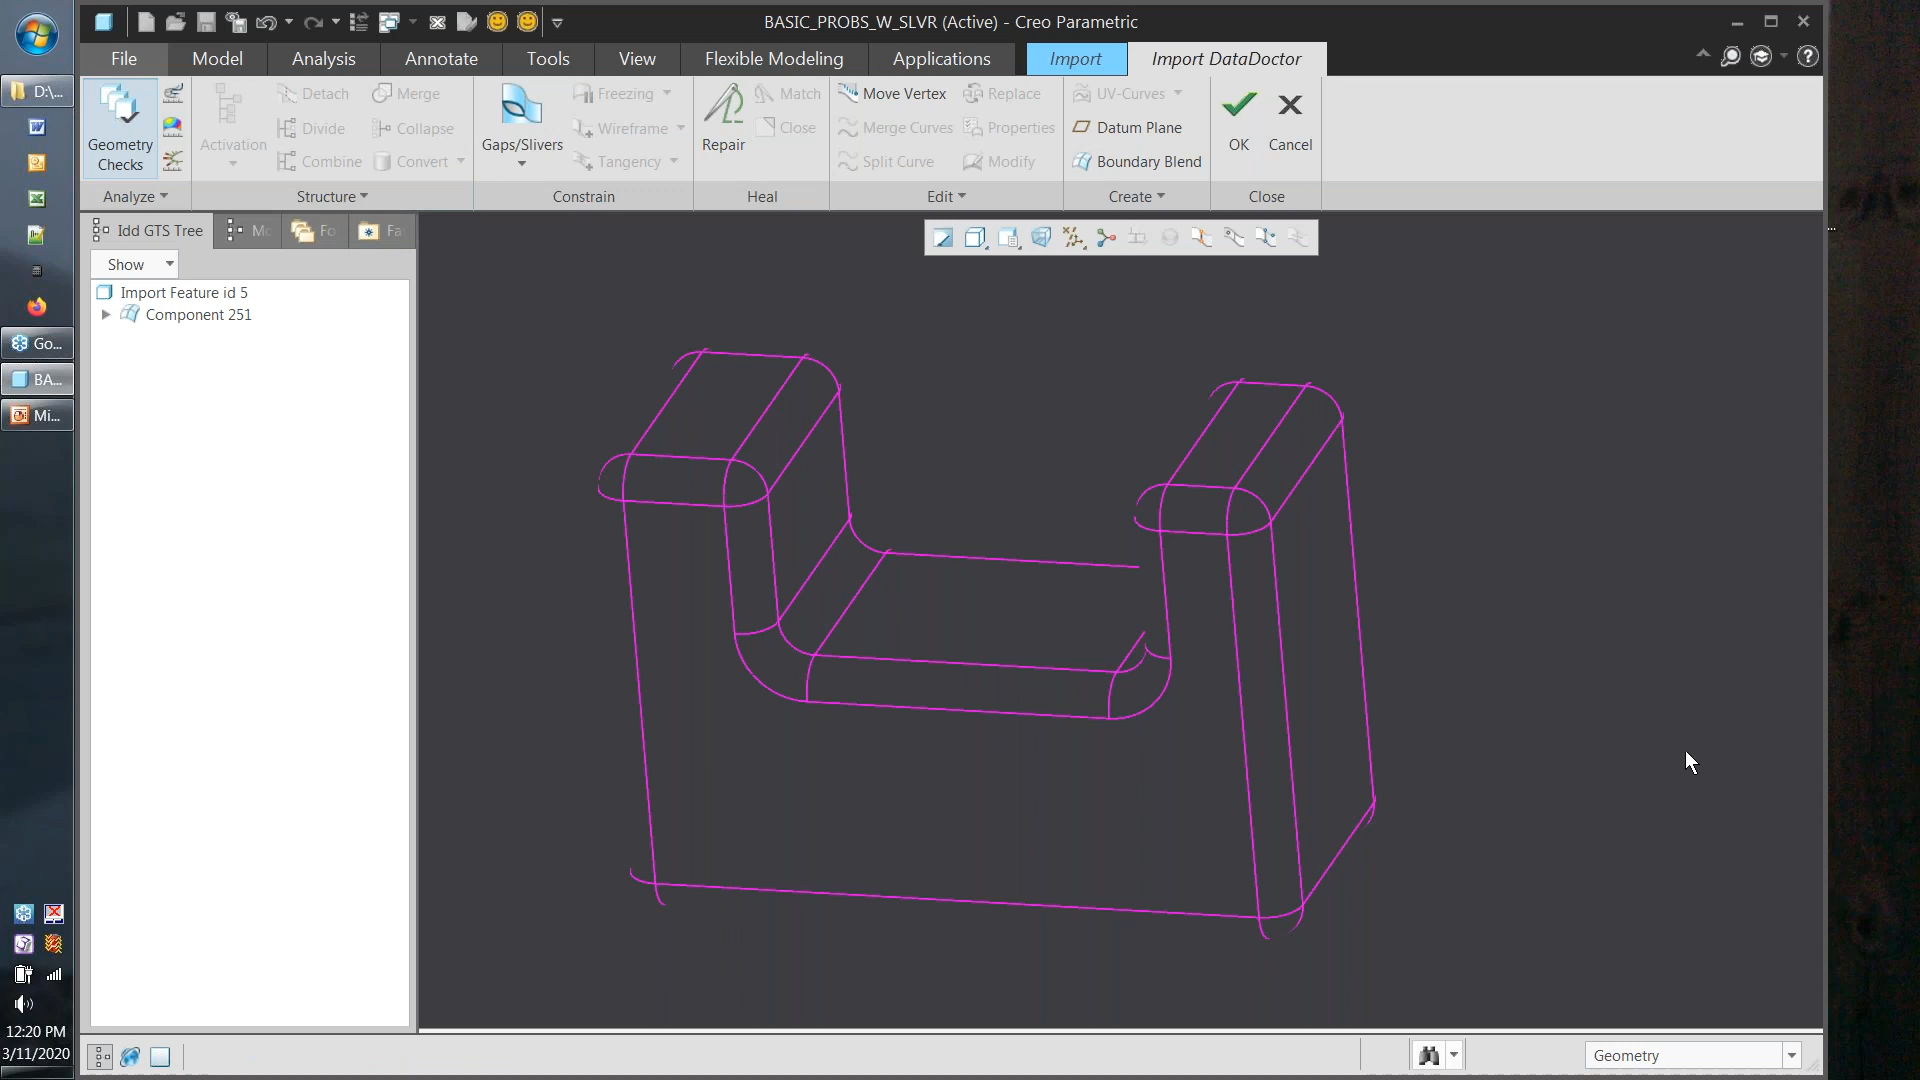 BASIC_PROBS_W_SLVR (Active) - Creo Parametric
File Model Analysis Annotate Tools View Flexible Modeling Applications Import Import DataDoctor
D:\...
Geometry Checks
Activation
Detach
Divide
Combine
Merge
Collapse
Convert
Gaps/Slivers
Freezing
Wireframe
Tangency
Repair
Match
Close
Move Vertex
Merge Curves
Split Curve
Replace
Properties
Modify
UV-Curves
Datum Plane
Boundary Blend
OK
Cancel
Analyze Structure Constrain Heal Edit Create Close
Idd GTS Tree Mo Fo Fa
Show
Import Feature id 5
Component 251
Go...
BA...
Mi...
12:20 PM
3/11/2020
Geometry